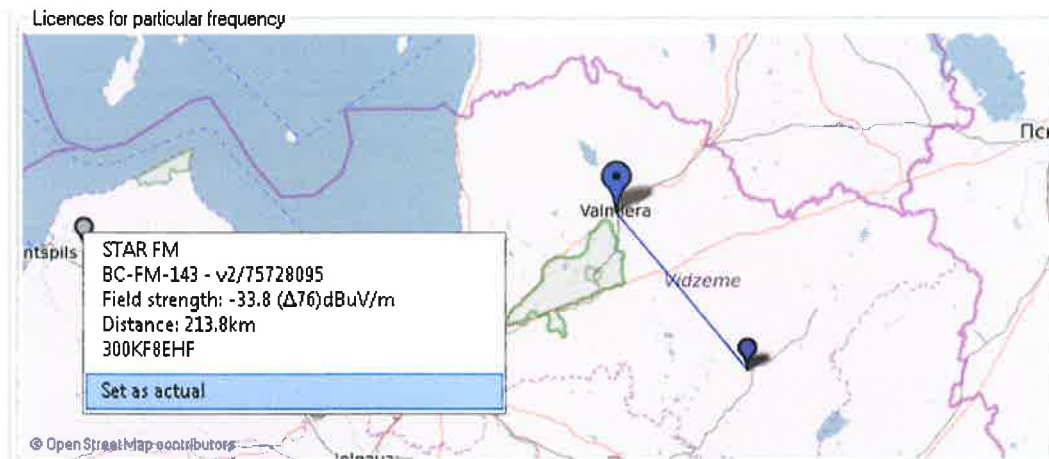 Licences for particular frequency
Пск
Valmiera
ntspils
STAR FM
BC-FM-143 - v2/75728095
Field strength: -33.8 (Δ76)dBuV/m
Distance: 213.8km
300KF8EHF
Set as actual
Vidzeme
© OpenStreetMap contributors